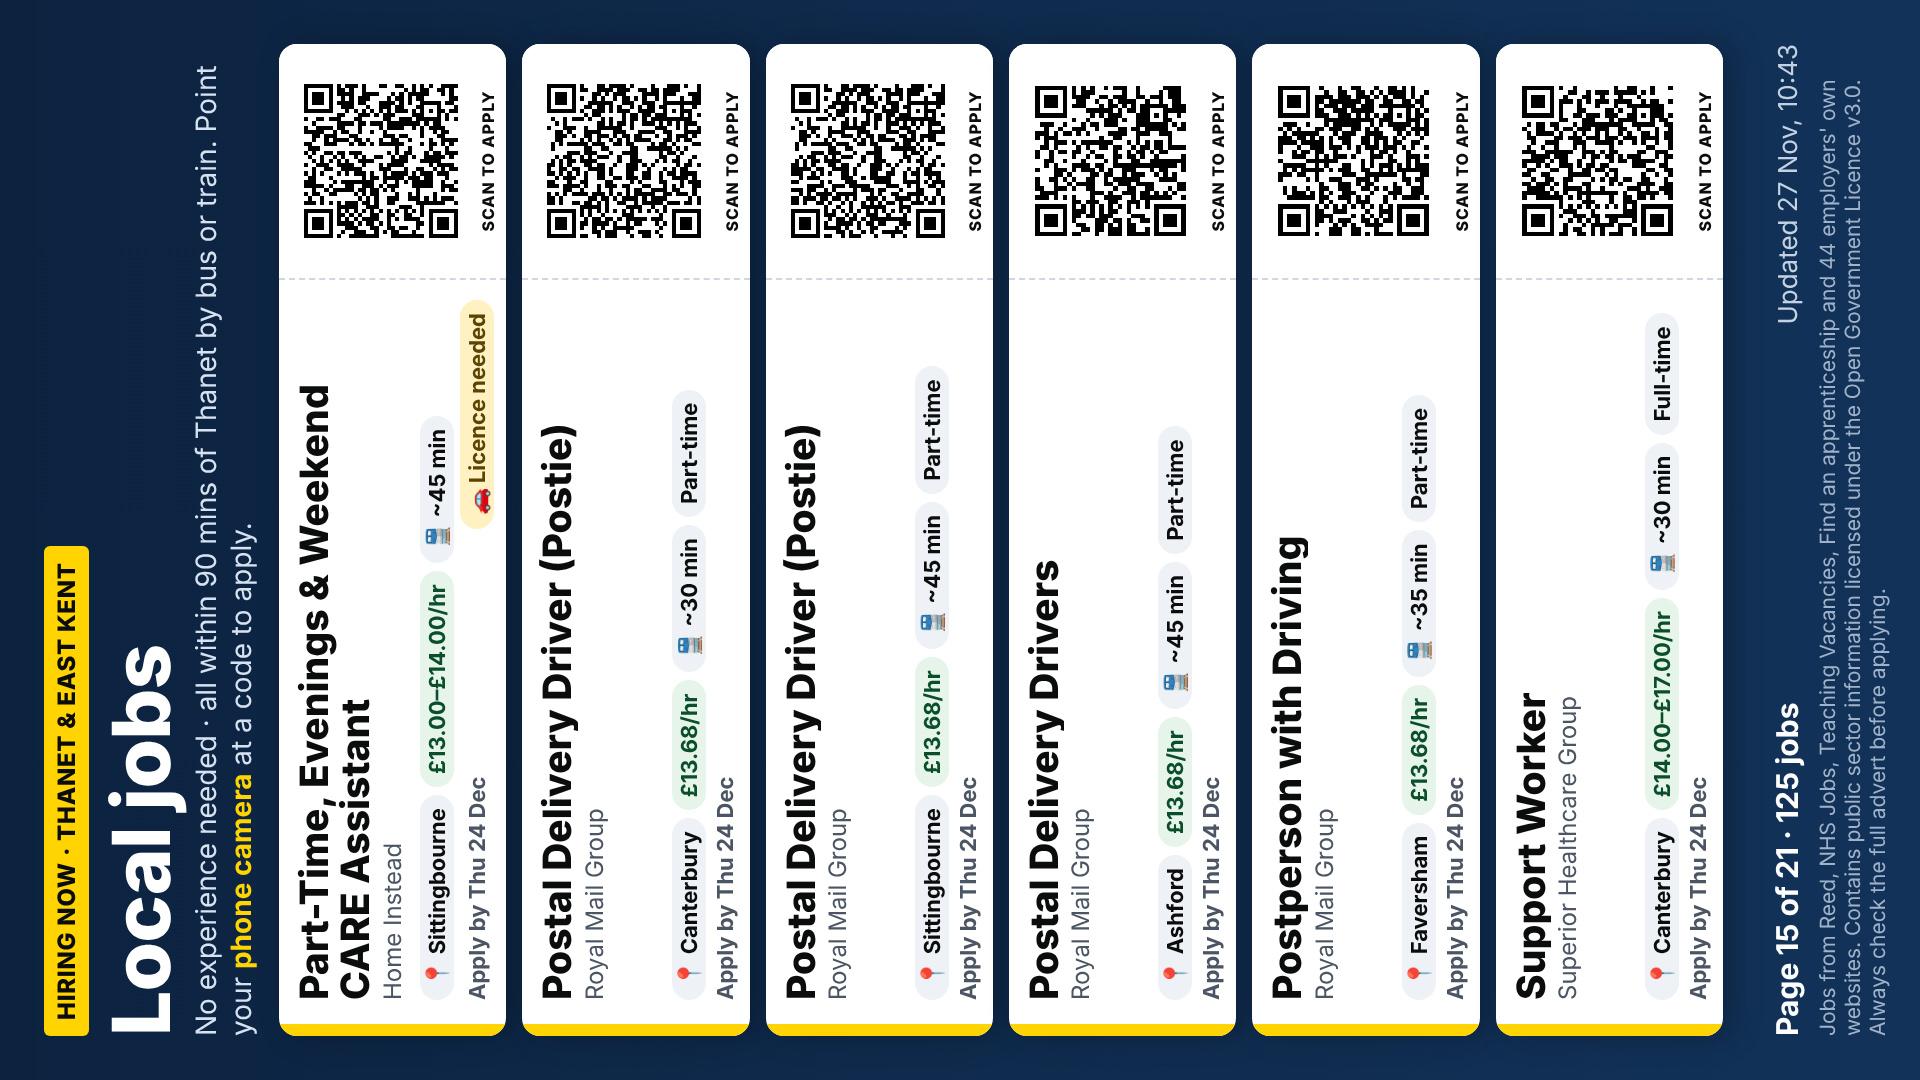 HIRING NOW · THANET & EAST KENT
Local jobs
No experience needed · all within 90 mins of Thanet by bus or train. Point
your phone camera at a code to apply.
Part-Time, Evenings & Weekend
CARE Assistant
Home Instead
📍 Sittingbourne £13.00–£14.00/hr 🚆 ~45 min
🚗 Licence needed
Apply by Thu 24 Dec
SCAN TO APPLY
Postal Delivery Driver (Postie)
Royal Mail Group
📍 Canterbury £13.68/hr 🚆 ~30 min Part-time
Apply by Thu 24 Dec
SCAN TO APPLY
Postal Delivery Driver (Postie)
Royal Mail Group
📍 Sittingbourne £13.68/hr 🚆 ~45 min Part-time
Apply by Thu 24 Dec
SCAN TO APPLY
Postal Delivery Drivers
Royal Mail Group
📍 Ashford £13.68/hr 🚆 ~45 min Part-time
Apply by Thu 24 Dec
SCAN TO APPLY
Postperson with Driving
Royal Mail Group
📍 Faversham £13.68/hr 🚆 ~35 min Part-time
Apply by Thu 24 Dec
SCAN TO APPLY
Support Worker
Superior Healthcare Group
📍 Canterbury £14.00–£17.00/hr 🚆 ~30 min Full-time
Apply by Thu 24 Dec
SCAN TO APPLY
Page 15 of 21 · 125 jobs
Updated 27 Nov, 10:43
Jobs from Reed, NHS Jobs, Teaching Vacancies, Find an apprenticeship and 44 employers' own
websites. Contains public sector information licensed under the Open Government Licence v3.0.
Always check the full advert before applying.